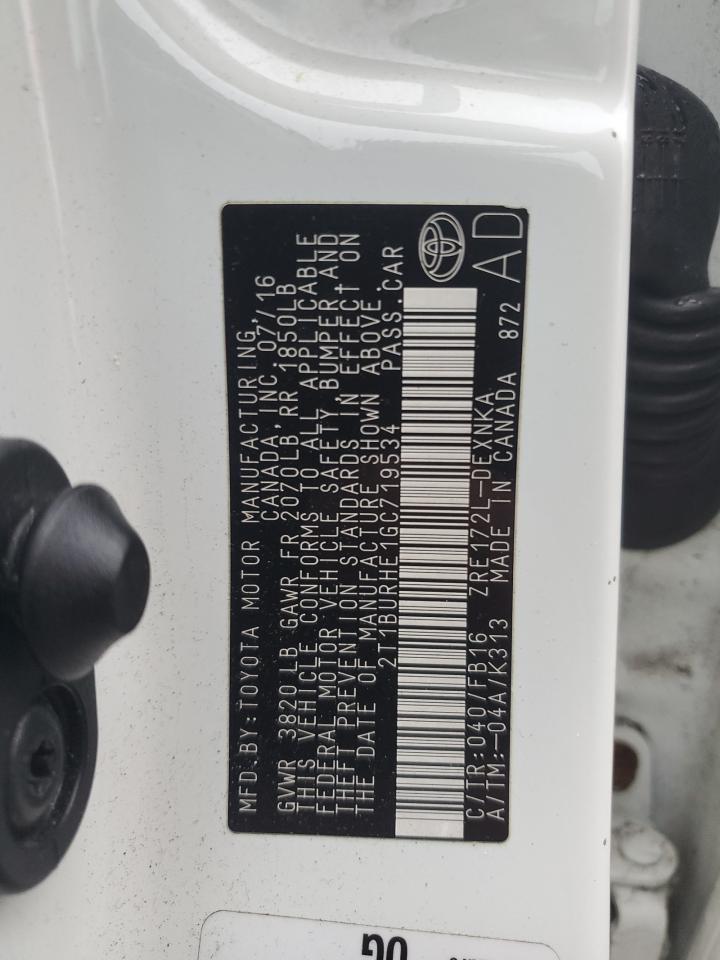 MFD.BY:TOYOTA MOTOR MANUFACTURING,
CANADA, INC. 07/16
GVWR 3820 LB GAWR FR 2070LB, RR 1850LB
THIS VEHICLE CONFORMS TO ALL APPLICABLE
FEDERAL MOTOR VEHICLE SAFETY, BUMPER, AND
THEFT PREVENTION STANDARDS IN EFFECT ON
THE DATE OF MANUFACTURE SHOWN ABOVE.
2T1BURHE1GC719534 PASS.CAR
C/TR:040/FB16 ZRE172L-DEXNKA
A/TM:-04A/K313 MADE IN CANADA 872
AD